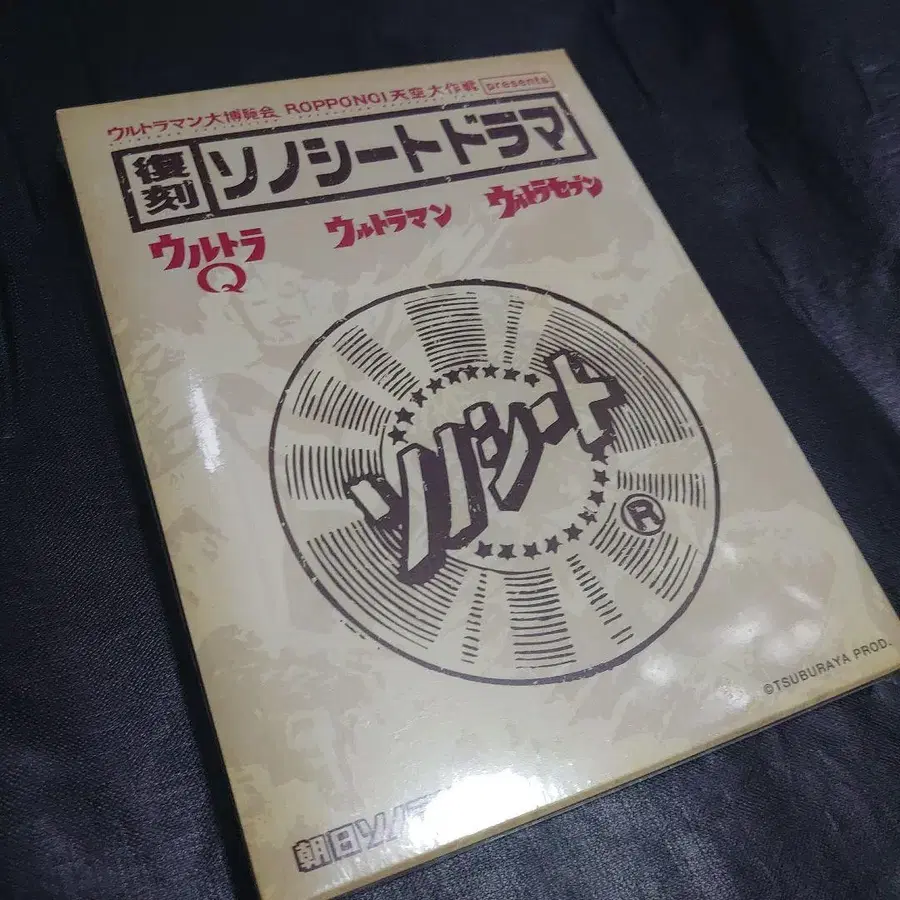 ウルトラマン大博覧会 ROPPONGI天空大作戦 presents
復刻 ソノシートドラマ
ウルトラQ ウルトラマン ウルトラセブン
ソノシート
®
©TSUBURAYA PROD.
朝日ソノ